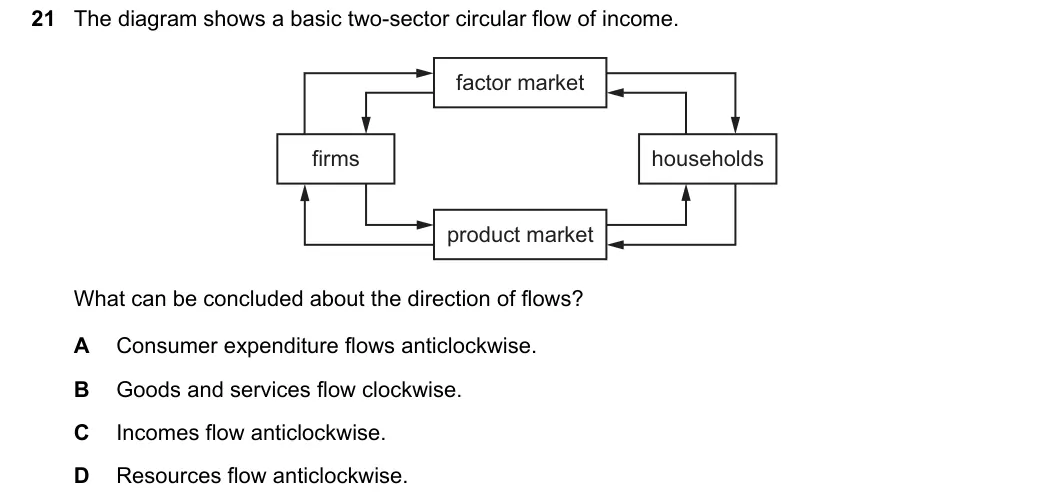 21 The diagram shows a basic two-sector circular flow of income.
factor market
firms
households
product market
What can be concluded about the direction of flows?
A Consumer expenditure flows anticlockwise.
B Goods and services flow clockwise.
C Incomes flow anticlockwise.
D Resources flow anticlockwise.